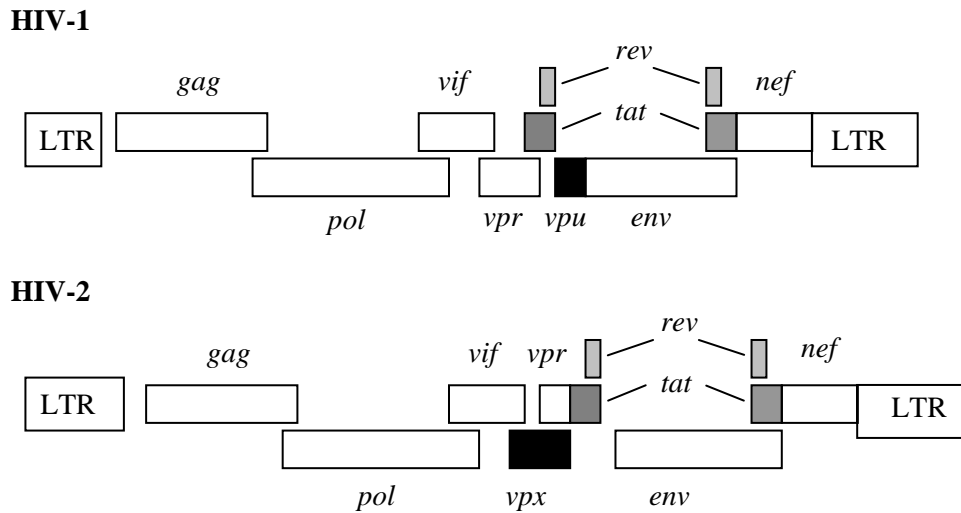 HIV-1
rev
gag vif nef
LTR tat LTR
pol vpr vpu env
HIV-2
rev
gag vif vpr nef
LTR tat LTR
pol vpx env